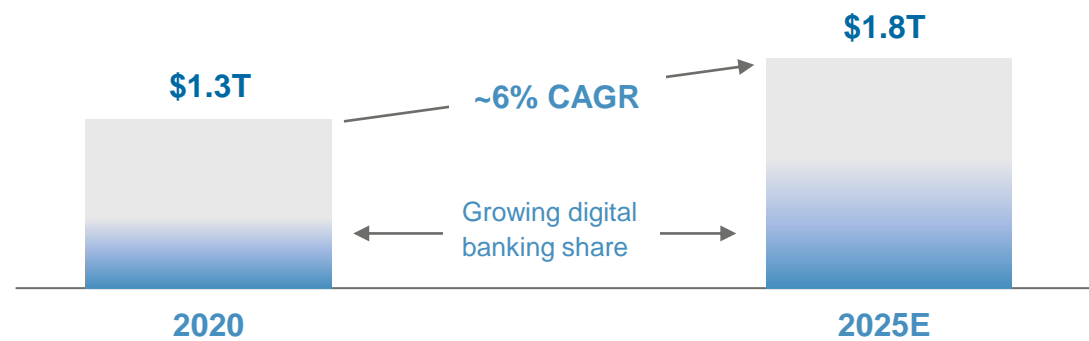 $1.8T
$1.3T
~6% CAGR
Growing digital
banking share
2020
2025E